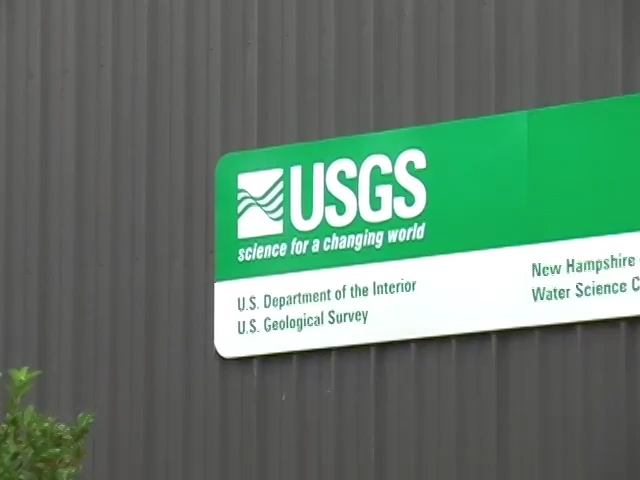 USGS
science for a changing world
U.S. Department of the Interior
U.S. Geological Survey
New Hampshire
Water Science C